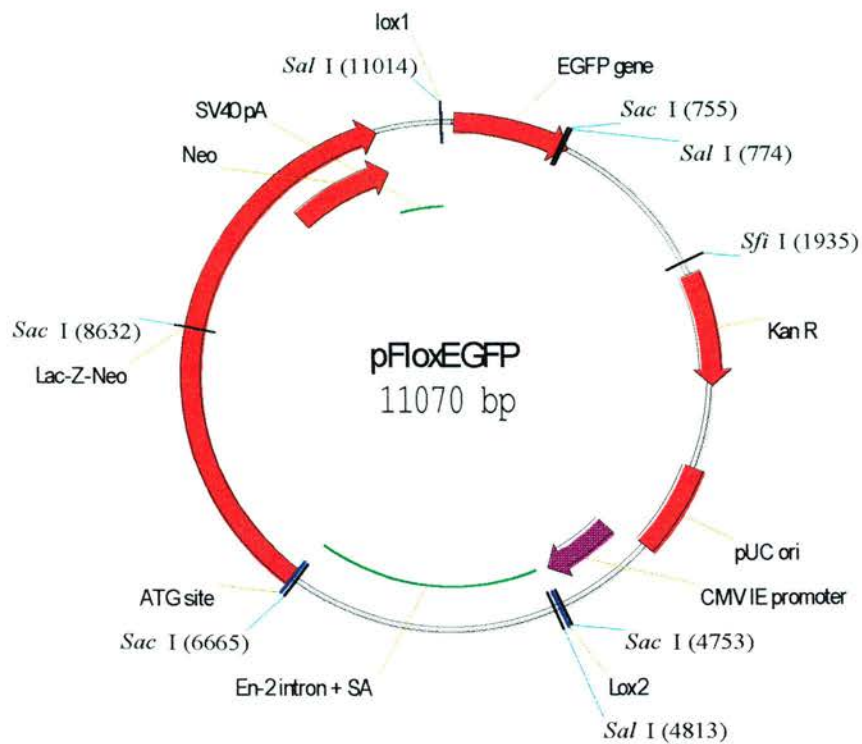 lox1
Sal I (11014)
EGFP gene
SV40 pA
Sac I (755)
Neo
Sal I (774)
Sfi I (1935)
Sac I (8632)
Kan R
pFloxEGFP
Lac-Z-Neo
11070 bp
pUC ori
ATG site
CMV IE promoter
Sac I (6665)
Sac I (4753)
En-2 intron + SA
Lox2
Sal I (4813)